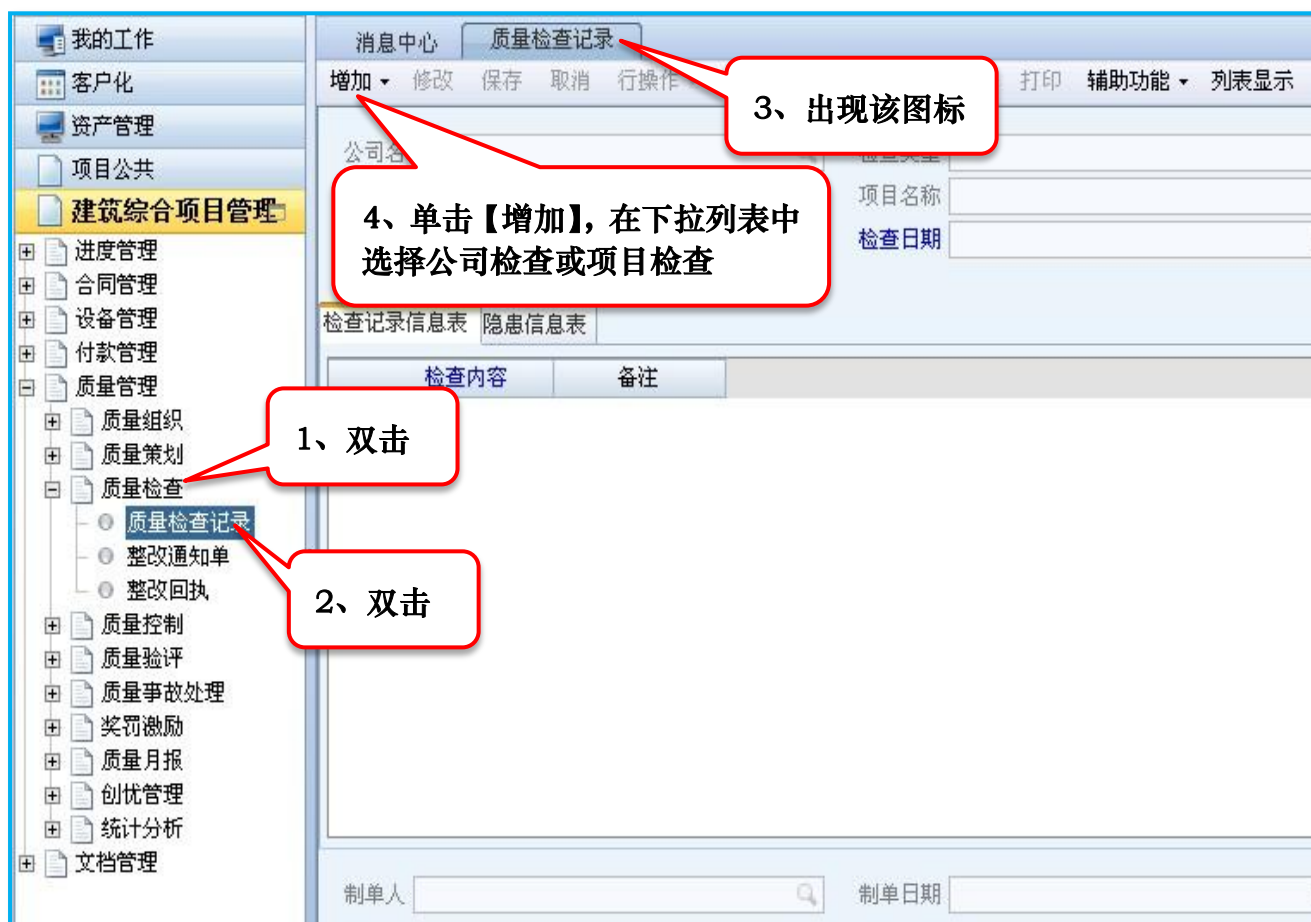 我的工作
客户化
资产管理
项目公共
建筑综合项目管理
进度管理
合同管理
设备管理
付款管理
质量管理
质量组织
质量策划
质量检查
质量检查记录
整改通知单
整改回执
质量控制
质量验评
质量事故处理
奖罚激励
质量月报
创优管理
统计分析
文档管理
消息中心 质量检查记录
增加 修改 保存 取消 行操作 打印 辅助功能 列表显示
3、出现该图标
公司名
项目名称
检查日期
4、单击【增加】,在下拉列表中
选择公司检查或项目检查
检查记录信息表 隐患信息表
检查内容 备注
1、双击
2、双击
制单人 制单日期